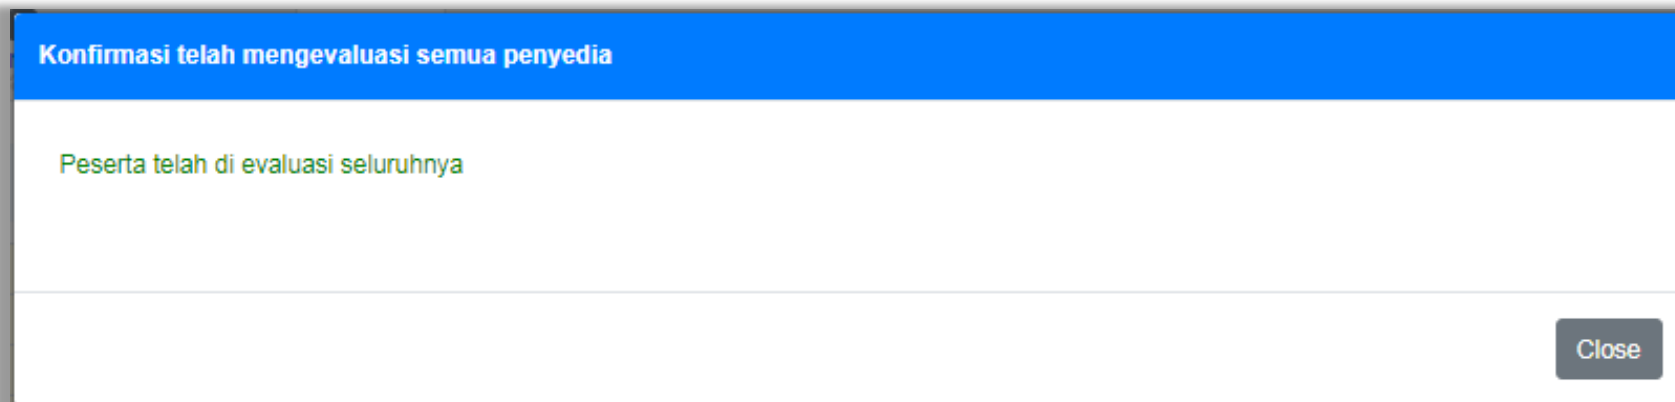 Konfirmasi telah mengevaluasi semua penyedia
Peserta telah di evaluasi seluruhnya
Close